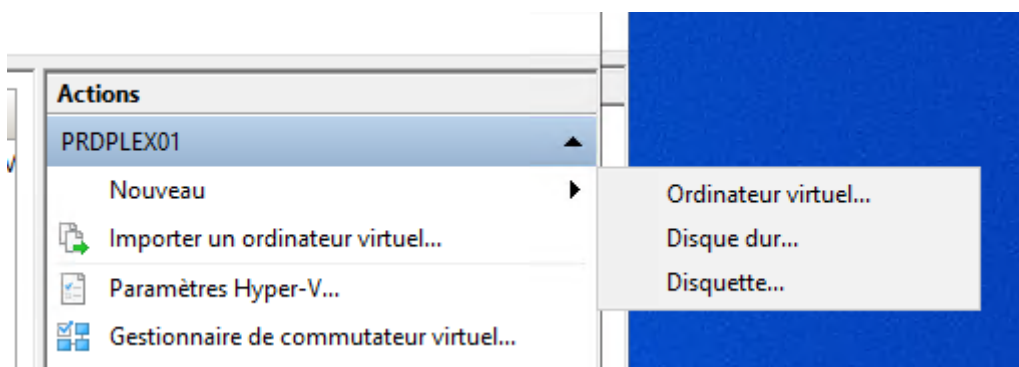 Actions
PRDPLEX01
Nouveau
Ordinateur virtuel...
Importer un ordinateur virtuel...
Disque dur...
Paramètres Hyper-V...
Disquette...
Gestionnaire de commutateur virtuel...